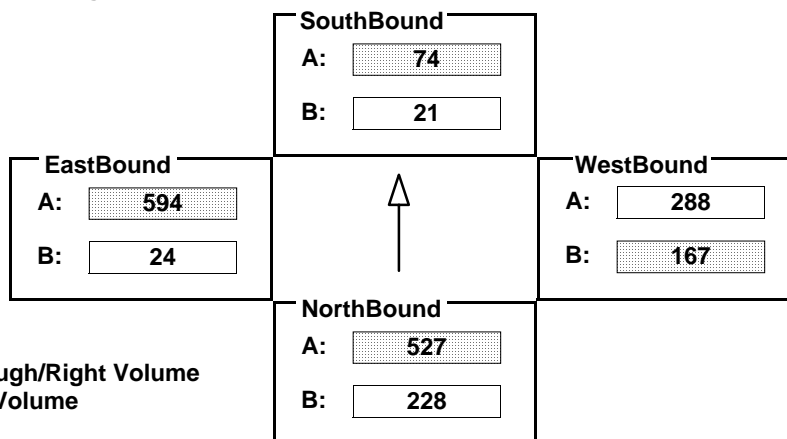 SouthBound
A: 74
B: 21
EastBound
A: 594
B: 24
WestBound
A: 288
B: 167
NorthBound
A: 527
B: 228
ugh/Right Volume
Volume